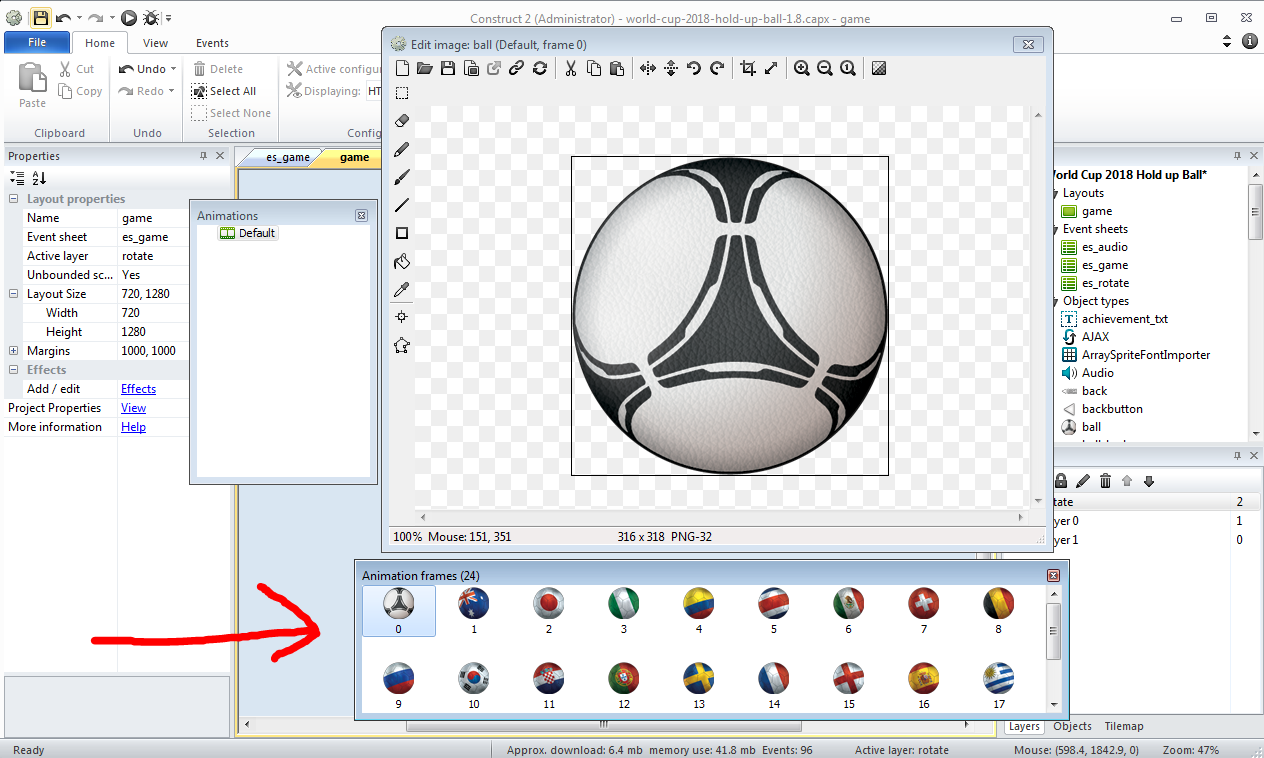 Construct 2 (Administrator) - world-cup-2018-hold-up-ball-1.8.capx - game
File Home View Events
Paste
Cut
Copy
Clipboard
Undo
Redo
Undo
Delete
Select All
Select None
Selection
Active configu
Displaying: HT
Config
Properties
Layout properties
Name game
Event sheet es_game
Active layer rotate
Unbounded sc... Yes
Layout Size 720, 1280
Width 720
Height 1280
Margins 1000, 1000
Effects
Add / edit Effects
Project Properties View
More information Help
es_game game
Animations
Default
Edit image: ball (Default, frame 0)
100% Mouse: 151, 351 316 x 318 PNG-32
Animation frames (24)
0 1 2 3 4 5 6 7 8
9 10 11 12 13 14 15 16 17
orld Cup 2018 Hold up Ball*
Layouts
game
Event sheets
es_audio
es_game
es_rotate
Object types
achievement_txt
AJAX
ArraySpriteFontImporter
Audio
back
backbutton
ball
tate 2
yer 0 1
yer 1 0
Layers Objects Tilemap
Ready Approx. download: 6.4 mb memory use: 41.8 mb Events: 96 Active layer: rotate Mouse: (598.4, 1842.9, 0) Zoom: 47%